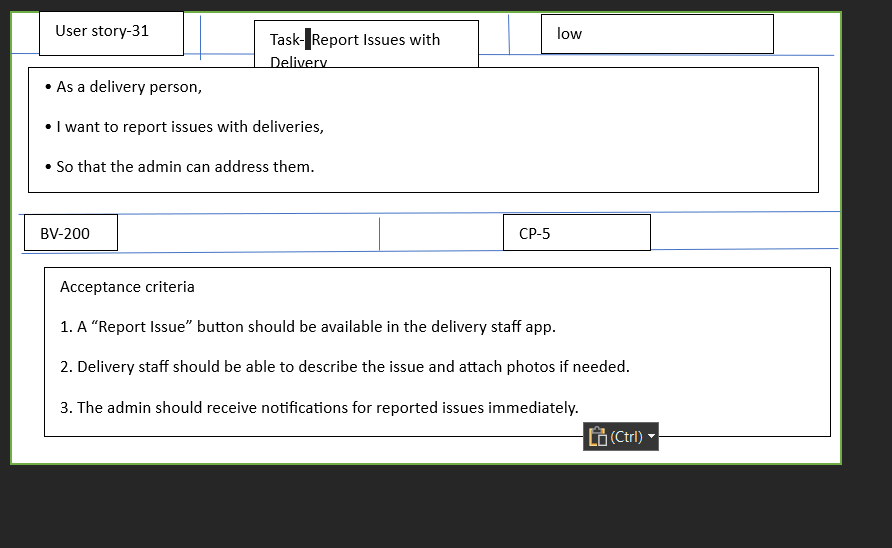 User story-31
Task- Report Issues with
Delivery
low
• As a delivery person,
• I want to report issues with deliveries,
• So that the admin can address them.
BV-200
CP-5
Acceptance criteria
1. A “Report Issue” button should be available in the delivery staff app.
2. Delivery staff should be able to describe the issue and attach photos if needed.
3. The admin should receive notifications for reported issues immediately.
(Ctrl)